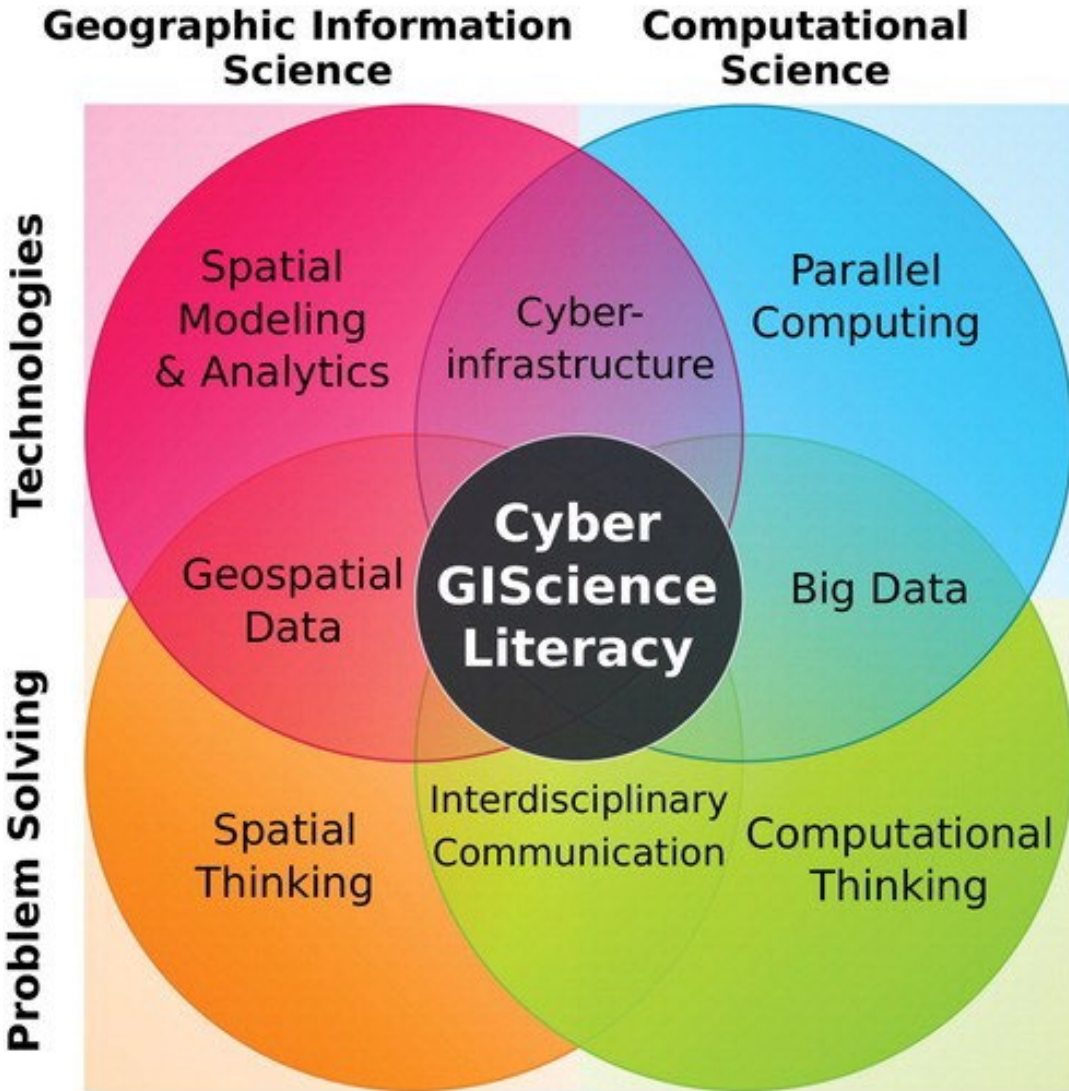 Geographic Information
Science
Computational
Science
Technologies
Problem Solving
Spatial
Modeling
& Analytics
Cyber-
infrastructure
Parallel
Computing
Geospatial
Data
Cyber
GIScience
Literacy
Big Data
Spatial
Thinking
Interdisciplinary
Communication
Computational
Thinking